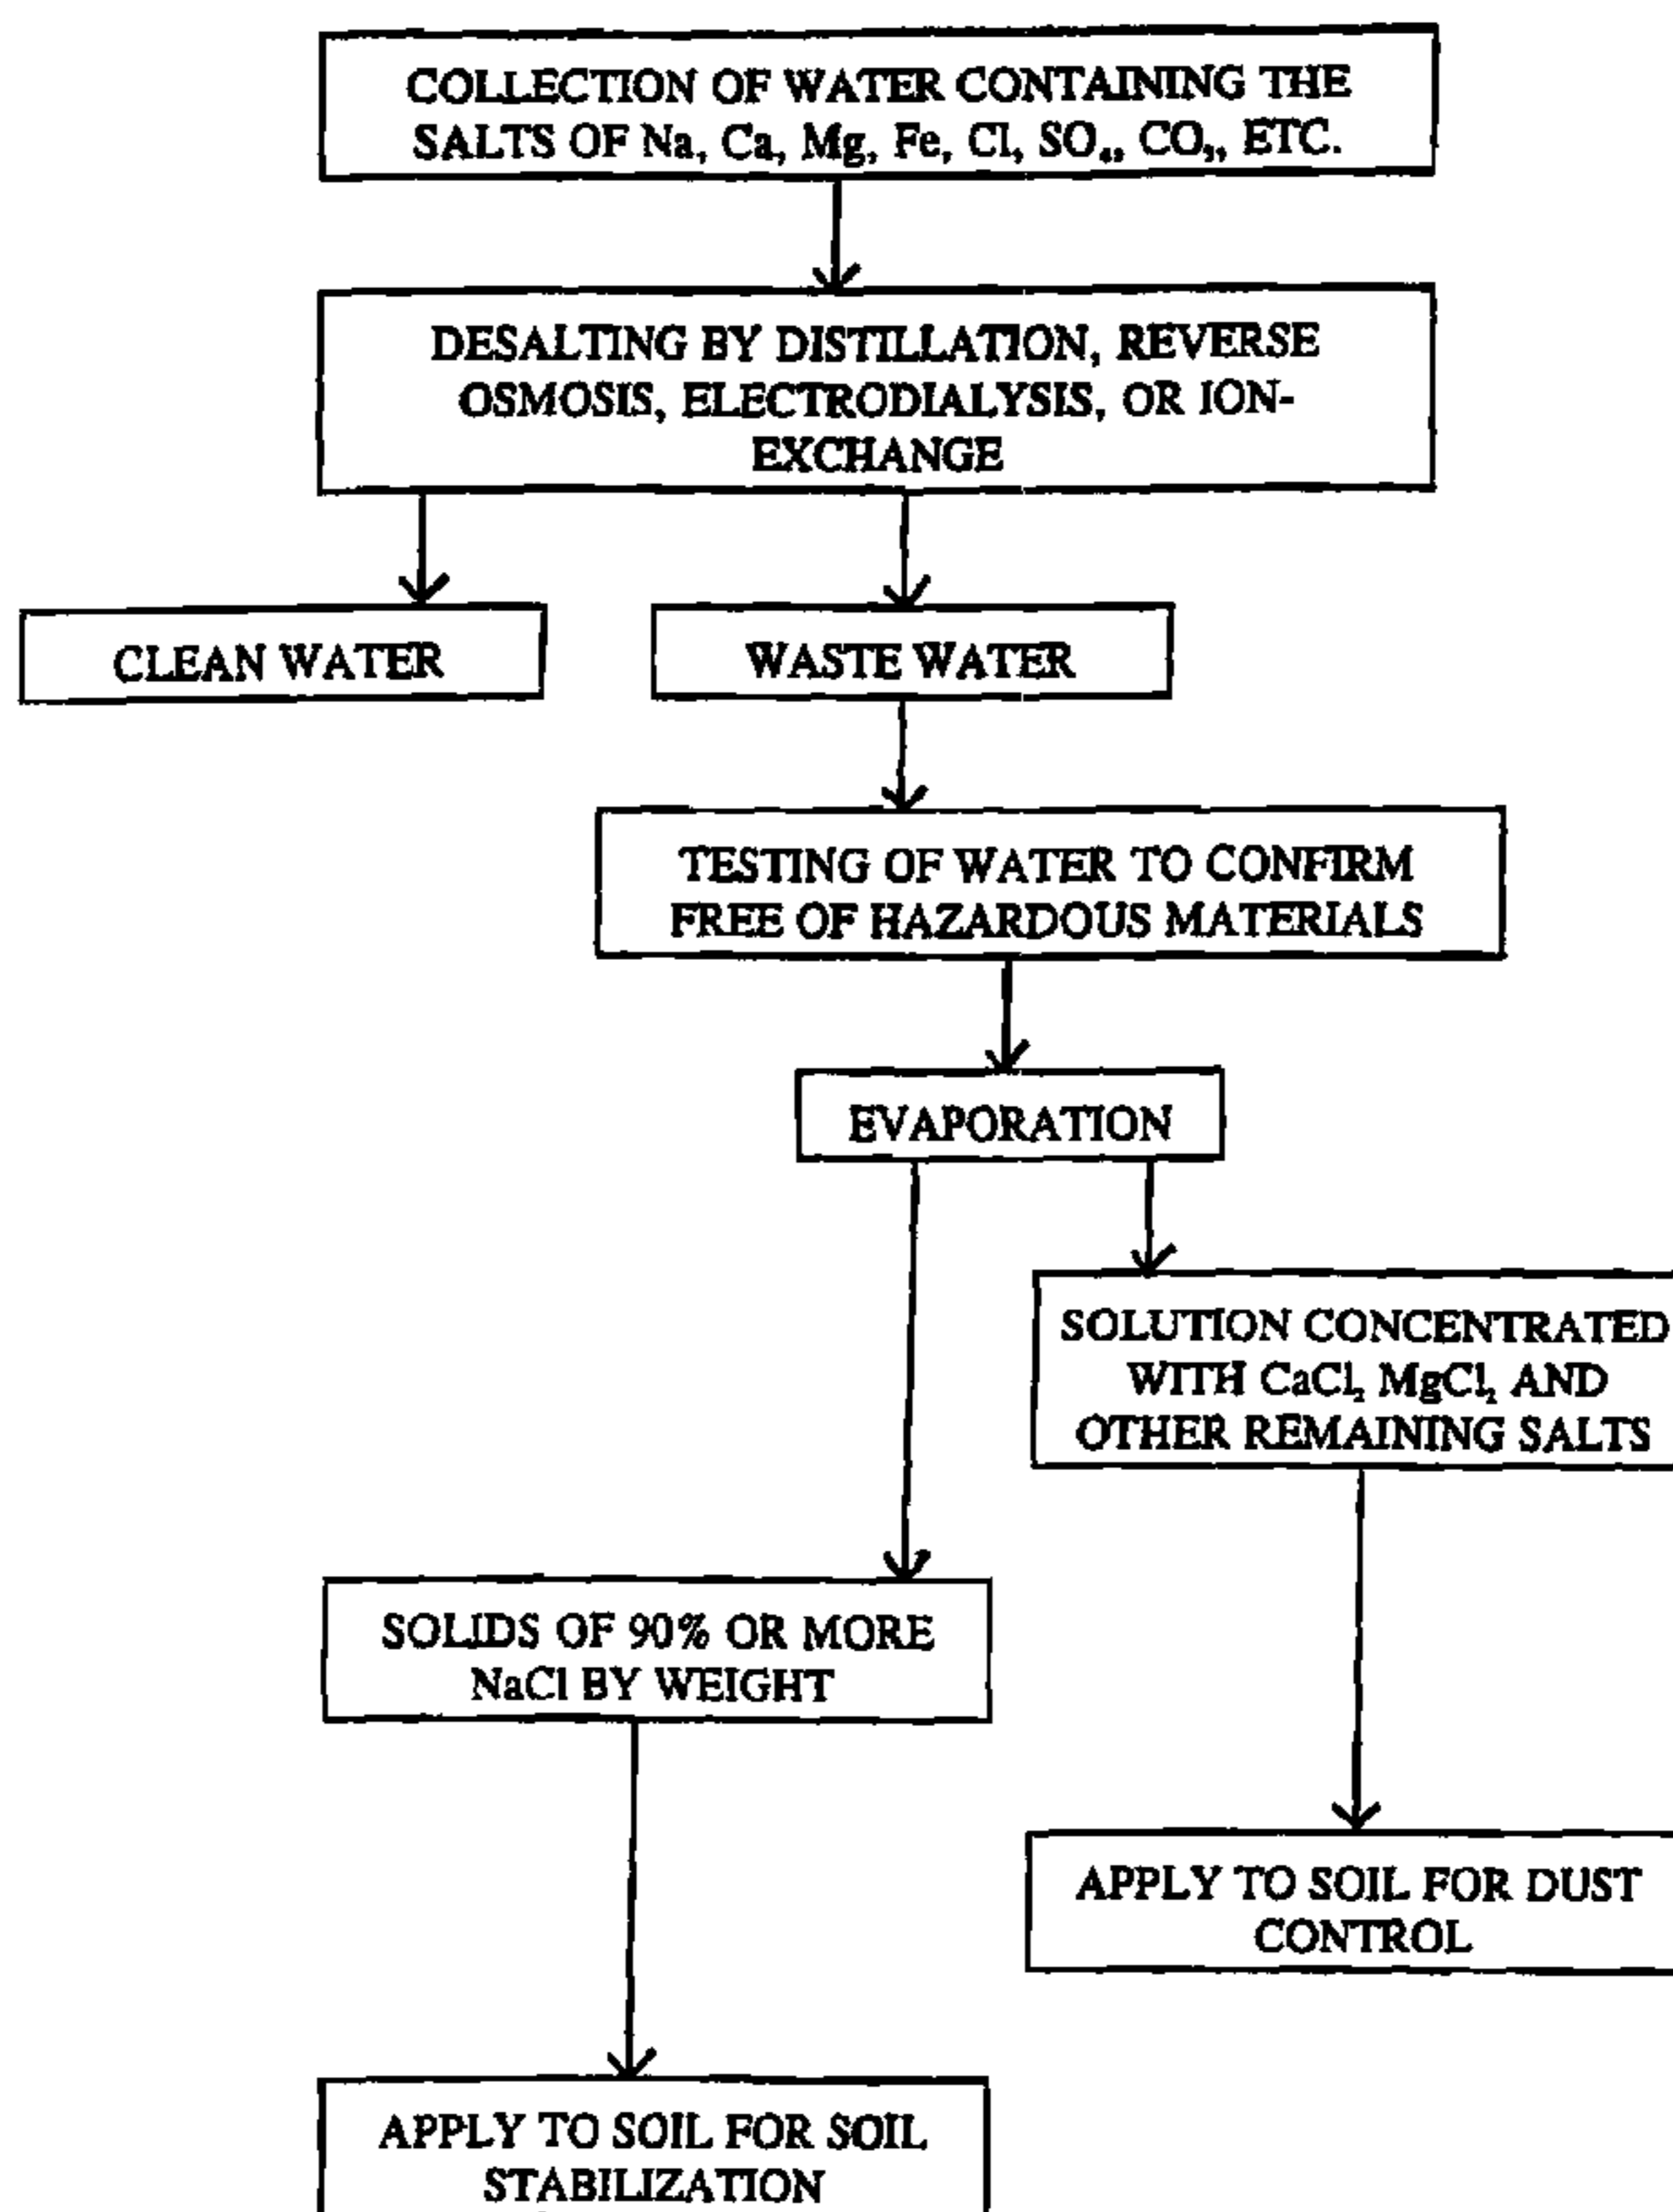 COLLECTION OF WATER CONTAINING THE
SALTS OF Na, Ca, Mg, Fe, Cl, SO₄, CO₃, ETC.
DESALTING BY DISTILLATION, REVERSE
OSMOSIS, ELECTRODIALYSIS, OR ION-
EXCHANGE
CLEAN WATER
WASTE WATER
TESTING OF WATER TO CONFIRM
FREE OF HAZARDOUS MATERIALS
EVAPORATION
SOLUTION CONCENTRATED
WITH CaCl₂ MgCl₂ AND
OTHER REMAINING SALTS
SOLIDS OF 90% OR MORE
NaCl BY WEIGHT
APPLY TO SOIL FOR DUST
CONTROL
APPLY TO SOIL FOR SOIL
STABILIZATION